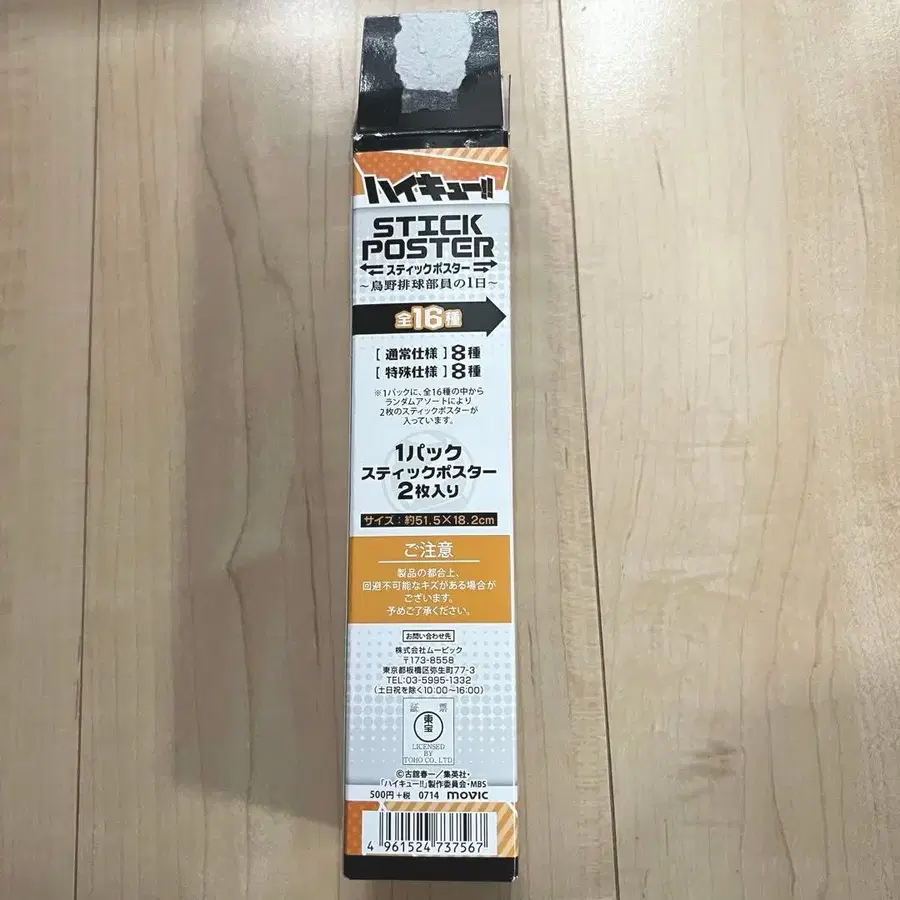 ハイキュー!!
STICK
POSTER
スティックポスター
～烏野排球部員の1日～
全16種
[ 通常仕様 ] 8種
[ 特殊仕様 ] 8種
※1パックに、全16種の中から
ランダムアソートにより
2枚のスティックポスターが
入っています。
1パック
スティックポスター
2枚入り
サイズ：約51.5×18.2cm
ご注意
製品の都合上、
回避不可能なキズがある場合が
ございます。
予めご了承ください。
お問い合わせ先
株式会社ムービック
〒173-8558
東京都板橋区弥生町77-3
TEL:03-5995-1332
(土日祝を除く10:00～16:00)
証票
東宝
LICENSED
BY
TOHO CO.,LTD
©古舘春一／集英社・
「ハイキュー!!」製作委員会・MBS
500円+税 0714 movic
4 961524 737567